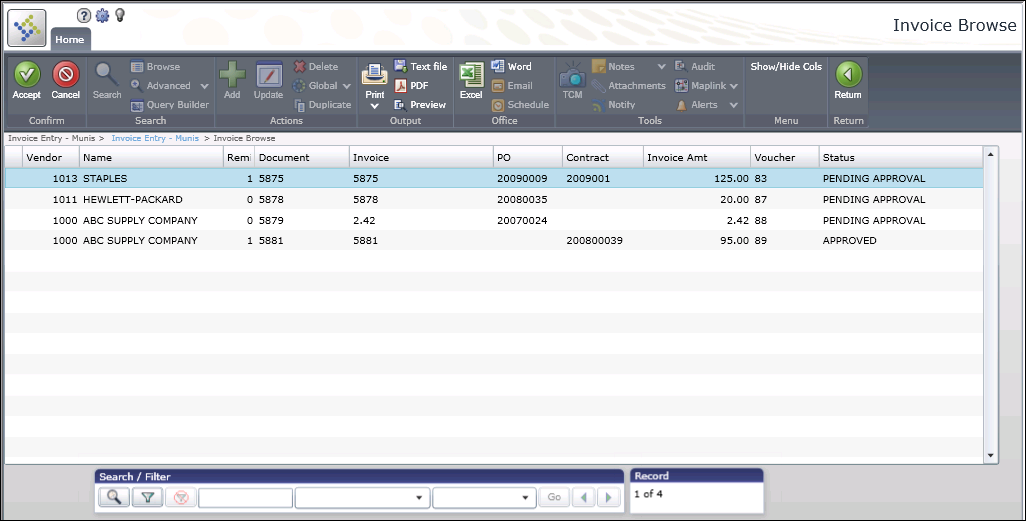 Invoice Browse
Home
Accept
Cancel
Confirm
Search
Browse
Advanced
Query Builder
Search
Add
Update
Delete
Global
Duplicate
Actions
Print
Text file
PDF
Preview
Output
Excel
Word
Email
Schedule
Office
TCM
Notes
Attachments
Notify
Audit
Maplink
Alerts
Tools
Show/Hide Cols
Menu
Return
Return
Invoice Entry - Munis > Invoice Entry - Munis > Invoice Browse
Vendor Name Remi Document Invoice PO Contract Invoice Amt Voucher Status
1013 STAPLES 1 5875 5875 20090009 2009001 125.00 83 PENDING APPROVAL
1011 HEWLETT-PACKARD 0 5878 5878 20080035 20.00 87 PENDING APPROVAL
1000 ABC SUPPLY COMPANY 0 5879 2.42 20070024 2.42 88 PENDING APPROVAL
1000 ABC SUPPLY COMPANY 1 5881 5881 200800039 95.00 89 APPROVED
Search / Filter
Go
Record
1 of 4